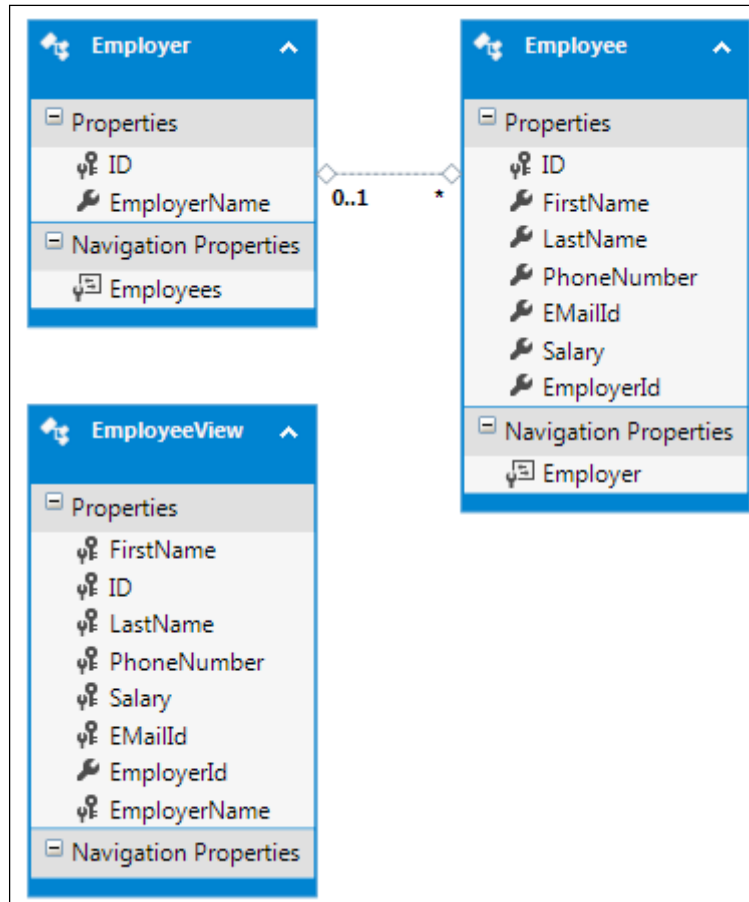 Employer
Properties
ID
EmployerName
Navigation Properties
Employees
0..1
*
Employee
Properties
ID
FirstName
LastName
PhoneNumber
EMailId
Salary
EmployerId
Navigation Properties
Employer
EmployeeView
Properties
FirstName
ID
LastName
PhoneNumber
Salary
EMailId
EmployerId
EmployerName
Navigation Properties